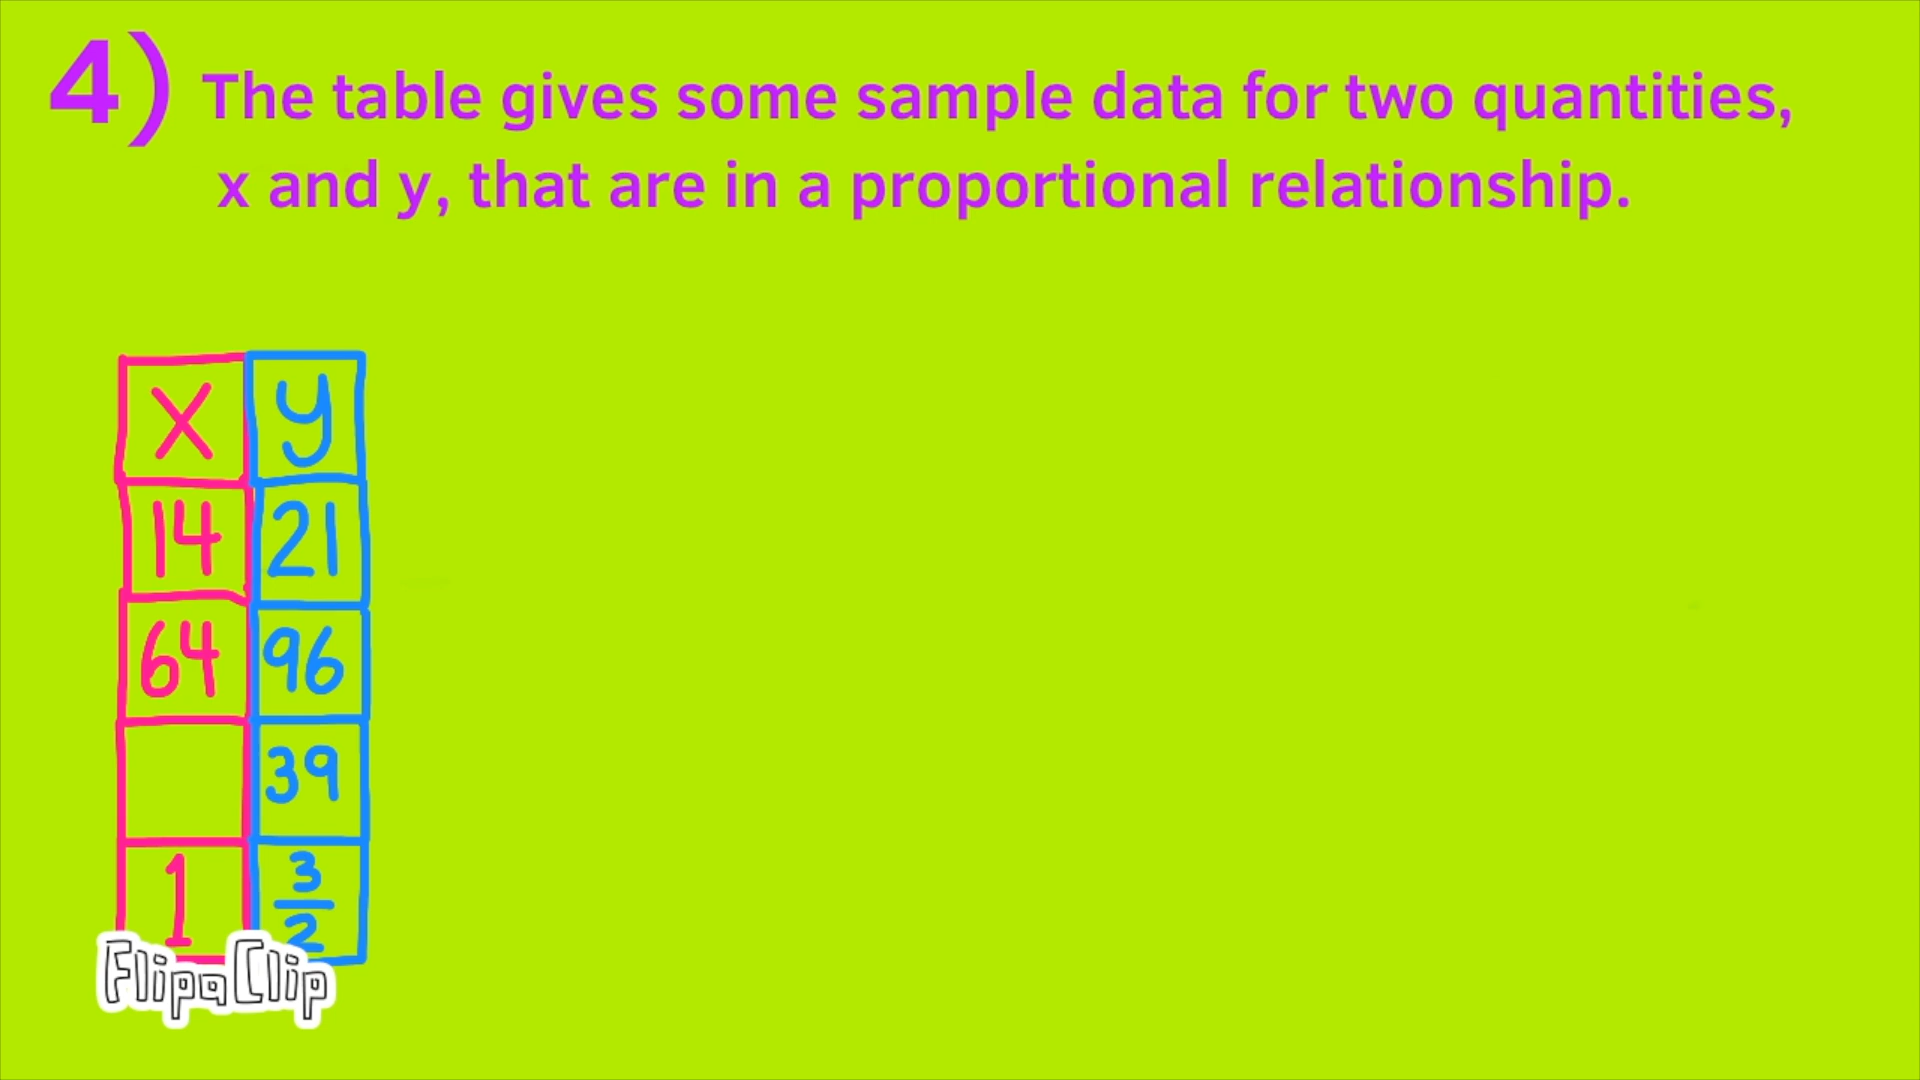 4) The table gives some sample data for two quantities,
x and y, that are in a proportional relationship.
x y
14 21
64 96
39
1 3/2
FlipaClip